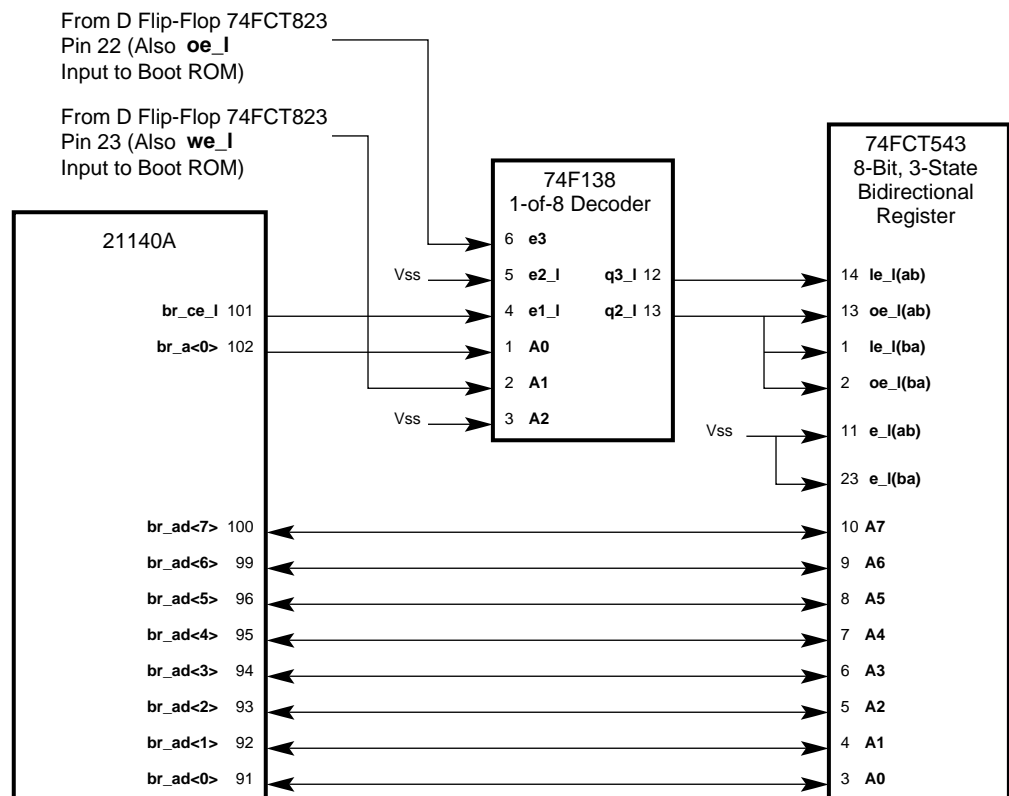 From D Flip-Flop 74FCT823
Pin 22 (Also oe_l
Input to Boot ROM)
From D Flip-Flop 74FCT823
Pin 23 (Also we_l
Input to Boot ROM)
21140A
br_ce_l 101
br_a<0> 102
br_ad<7> 100
br_ad<6> 99
br_ad<5> 96
br_ad<4> 95
br_ad<3> 94
br_ad<2> 93
br_ad<1> 92
br_ad<0> 91
74F138
1-of-8 Decoder
6 e3
Vss 5 e2_l q3_l 12
4 e1_l q2_l 13
1 A0
2 A1
Vss 3 A2
74FCT543
8-Bit, 3-State
Bidirectional
Register
14 le_l(ab)
13 oe_l(ab)
1 le_l(ba)
2 oe_l(ba)
Vss 11 e_l(ab)
23 e_l(ba)
10 A7
9 A6
8 A5
7 A4
6 A3
5 A2
4 A1
3 A0